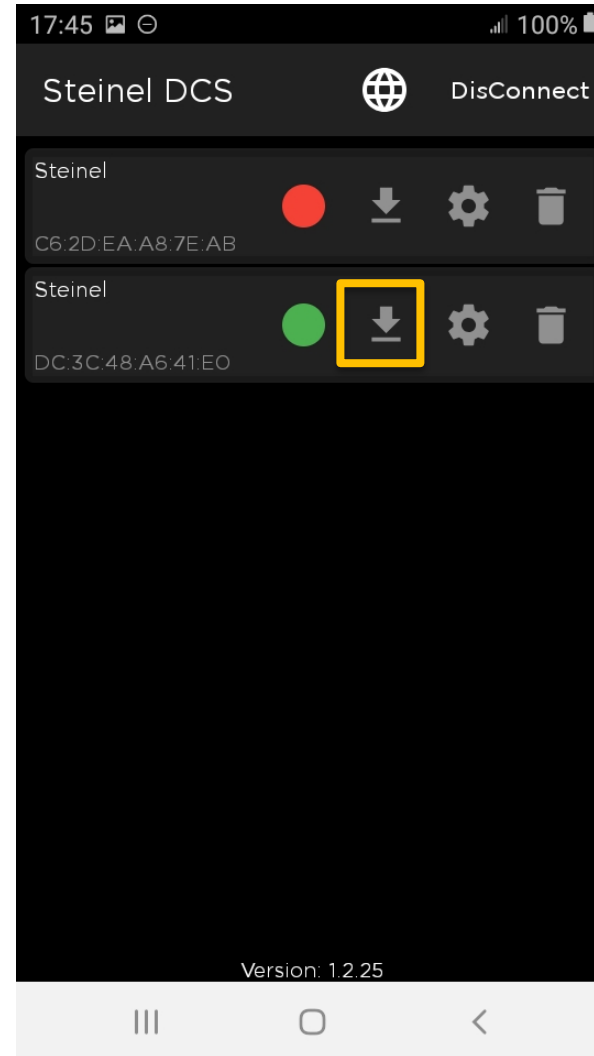 17:45 100%
Steinel DCS DisConnect
Steinel
C6:2D:EA:A8:7E:AB
Steinel
DC:3C:48:A6:41:E0
Version: 1.2.25